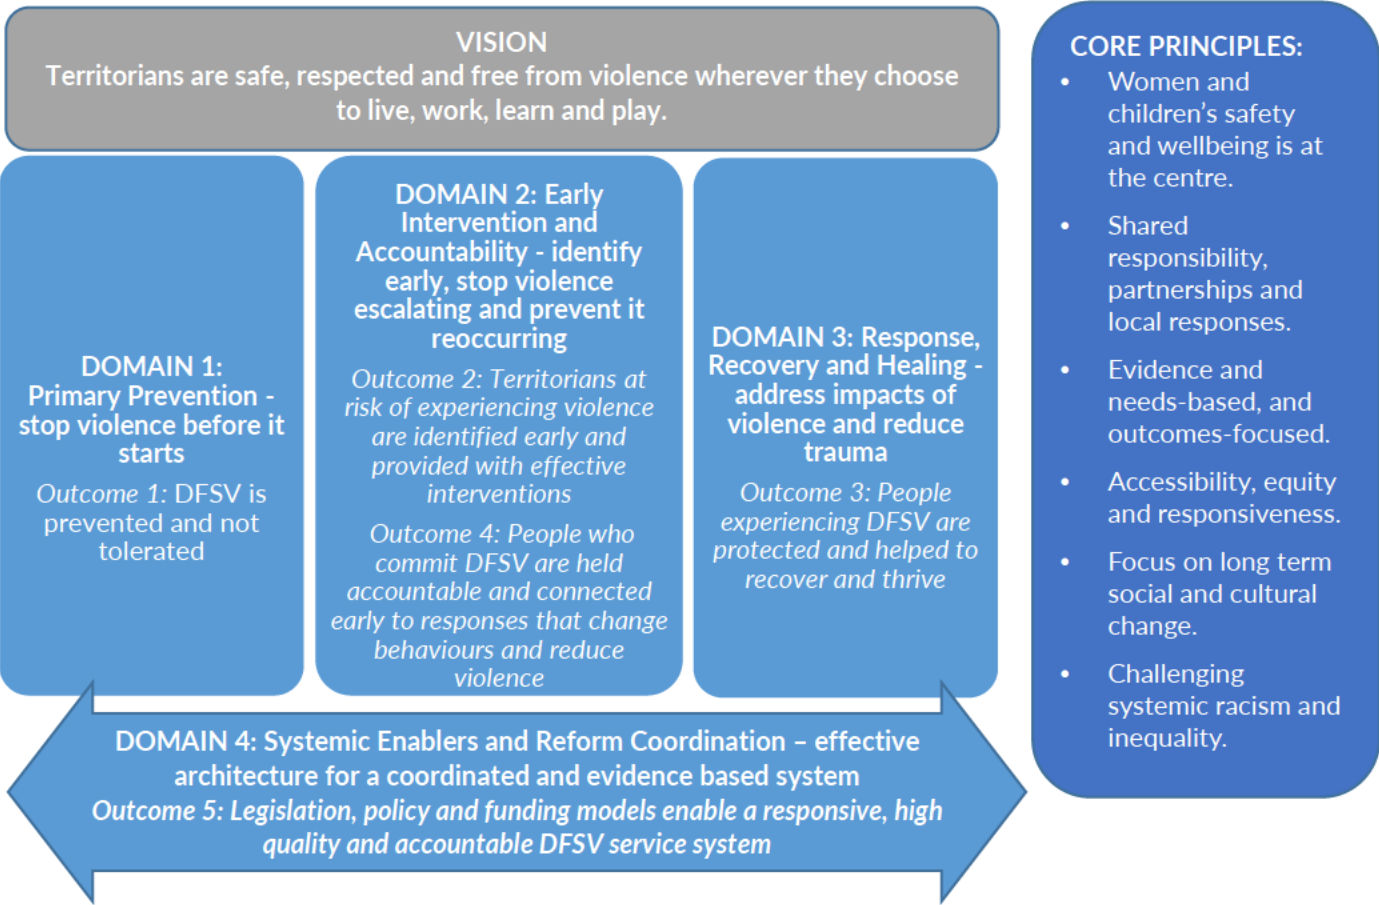 VISION
Territorians are safe, respected and free from violence wherever they choose
to live, work, learn and play.
DOMAIN 1:
Primary Prevention -
stop violence before it
starts
Outcome 1: DFSV is
prevented and not
tolerated
DOMAIN 2: Early
Intervention and
Accountability - identify
early, stop violence
escalating and prevent it
reoccurring
Outcome 2: Territorians at
risk of experiencing violence
are identified early and
provided with effective
interventions
Outcome 4: People who
commit DFSV are held
accountable and connected
early to responses that change
behaviours and reduce
violence
DOMAIN 3: Response,
Recovery and Healing -
address impacts of
violence and reduce
trauma
Outcome 3: People
experiencing DFSV are
protected and helped to
recover and thrive
DOMAIN 4: Systemic Enablers and Reform Coordination – effective
architecture for a coordinated and evidence based system
Outcome 5: Legislation, policy and funding models enable a responsive, high
quality and accountable DFSV service system
CORE PRINCIPLES:
• Women and
children’s safety
and wellbeing is at
the centre.
• Shared
responsibility,
partnerships and
local responses.
• Evidence and
needs-based, and
outcomes-focused.
• Accessibility, equity
and responsiveness.
• Focus on long term
social and cultural
change.
• Challenging
systemic racism and
inequality.